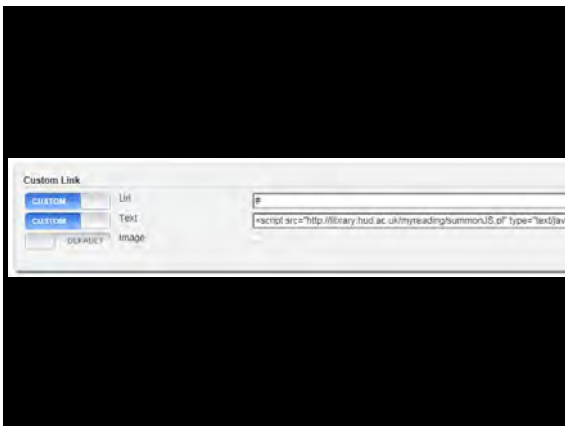 Custom Link
CUSTOM Url #
CUSTOM Text <script src="http://library.hud.ac.uk/myreading/summonJS.pl" type="text/jav
DEFAULT Image